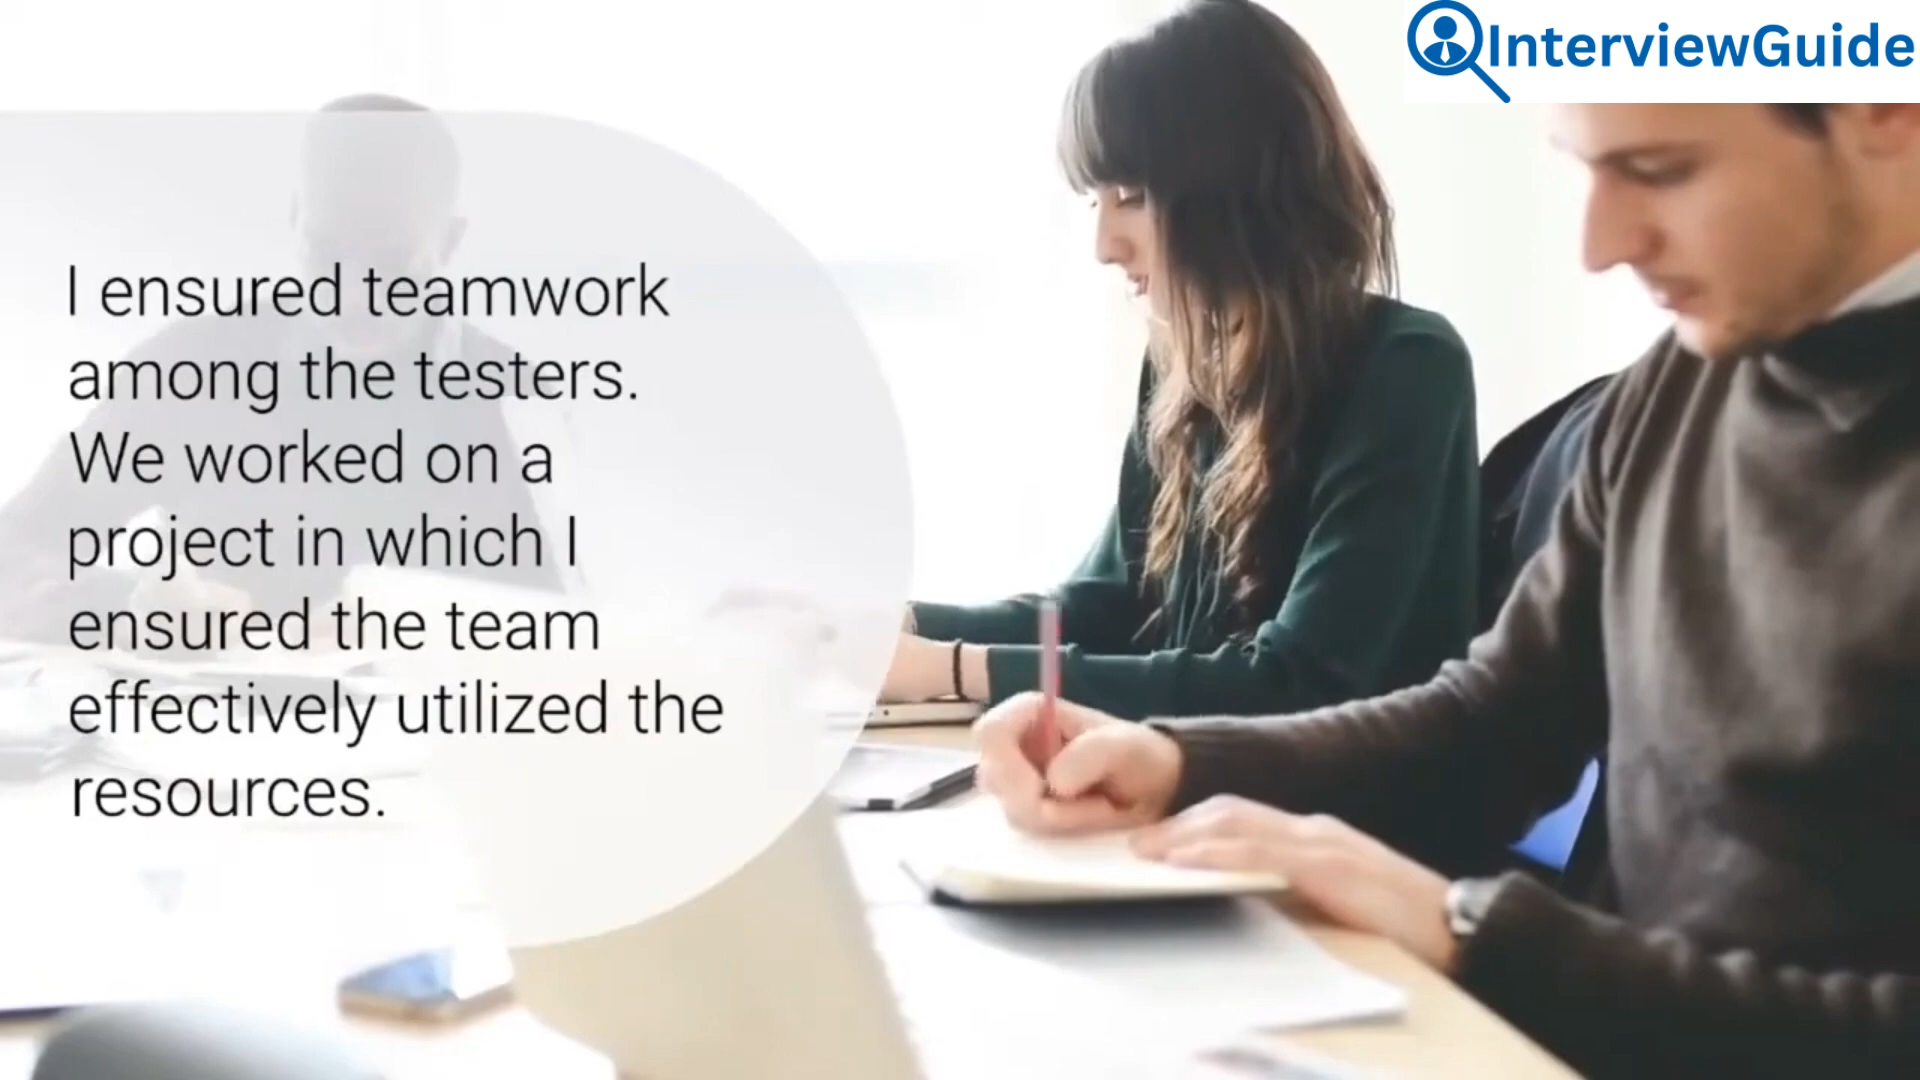 InterviewGuide
I ensured teamwork
among the testers.
We worked on a
project in which I
ensured the team
effectively utilized the
resources.